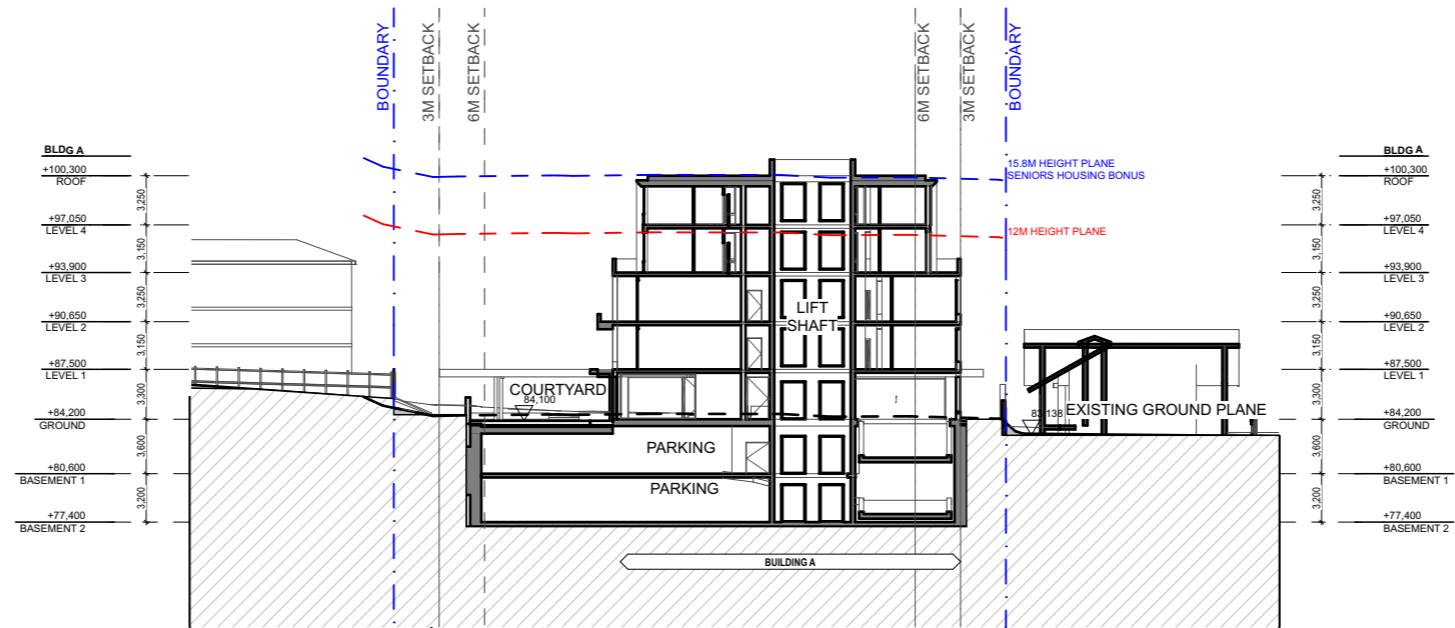 BOUNDARY
3M SETBACK
6M SETBACK
6M SETBACK
3M SETBACK
BOUNDARY
BLDG A
+100,300
ROOF
3,250
+97,050
LEVEL 4
3,150
+93,900
LEVEL 3
3,250
+90,650
LEVEL 2
3,150
+87,500
LEVEL 1
3,300
+84,200
GROUND
3,600
+80,600
BASEMENT 1
3,200
+77,400
BASEMENT 2
15.8M HEIGHT PLANE
SENIORS HOUSING BONUS
12M HEIGHT PLANE
LIFT
SHAFT
COURTYARD
84,100
PARKING
PARKING
BUILDING A
EXISTING GROUND PLANE
BLDG A
+100,300
ROOF
3,250
+97,050
LEVEL 4
3,150
+93,900
LEVEL 3
3,250
+90,650
LEVEL 2
3,150
+87,500
LEVEL 1
3,300
+84,200
GROUND
3,600
+80,600
BASEMENT 1
3,200
+77,400
BASEMENT 2